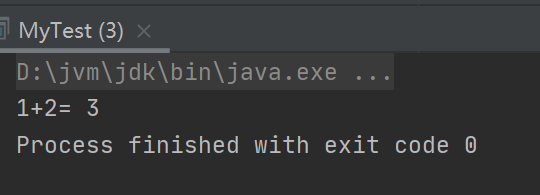 MyTest (3)
D:\jvm\jdk\bin\java.exe ...
1+2= 3
Process finished with exit code 0